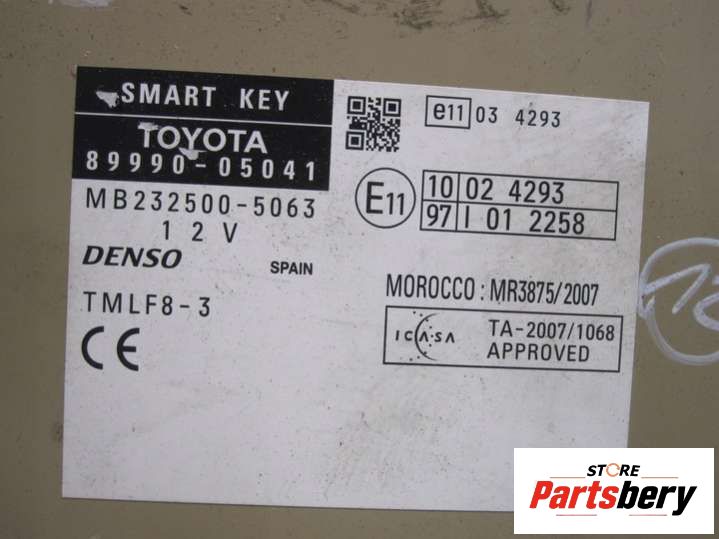 SMART KEY
TOYOTA
89990-05041
MB232500-5063
12V
DENSO SPAIN
TMLF8-3
CE
e11 03 4293
E11
10 02 4293
97 I 01 2258
MOROCCO : MR3875/2007
ICASA TA-2007/1068
APPROVED
STORE
Partsbery